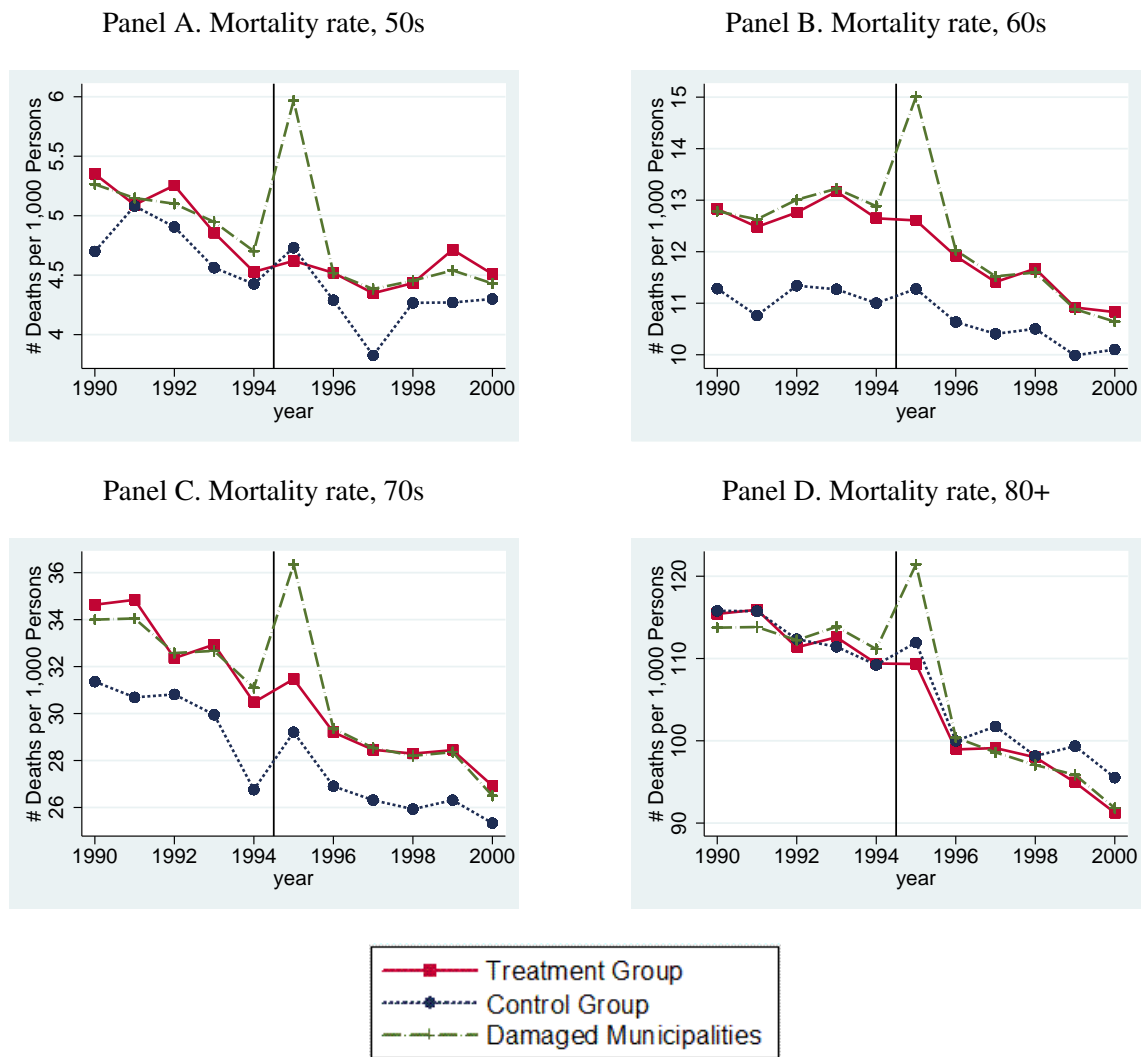 Panel A. Mortality rate, 50s
# Deaths per 1,000 Persons
6
5.5
5
4.5
4
1990 1992 1994 1996 1998 2000
year
Panel B. Mortality rate, 60s
# Deaths per 1,000 Persons
15
14
13
12
11
10
1990 1992 1994 1996 1998 2000
year
Panel C. Mortality rate, 70s
# Deaths per 1,000 Persons
36
34
32
30
28
26
1990 1992 1994 1996 1998 2000
year
Panel D. Mortality rate, 80+
# Deaths per 1,000 Persons
120
110
100
90
1990 1992 1994 1996 1998 2000
year
Treatment Group
Control Group
Damaged Municipalities